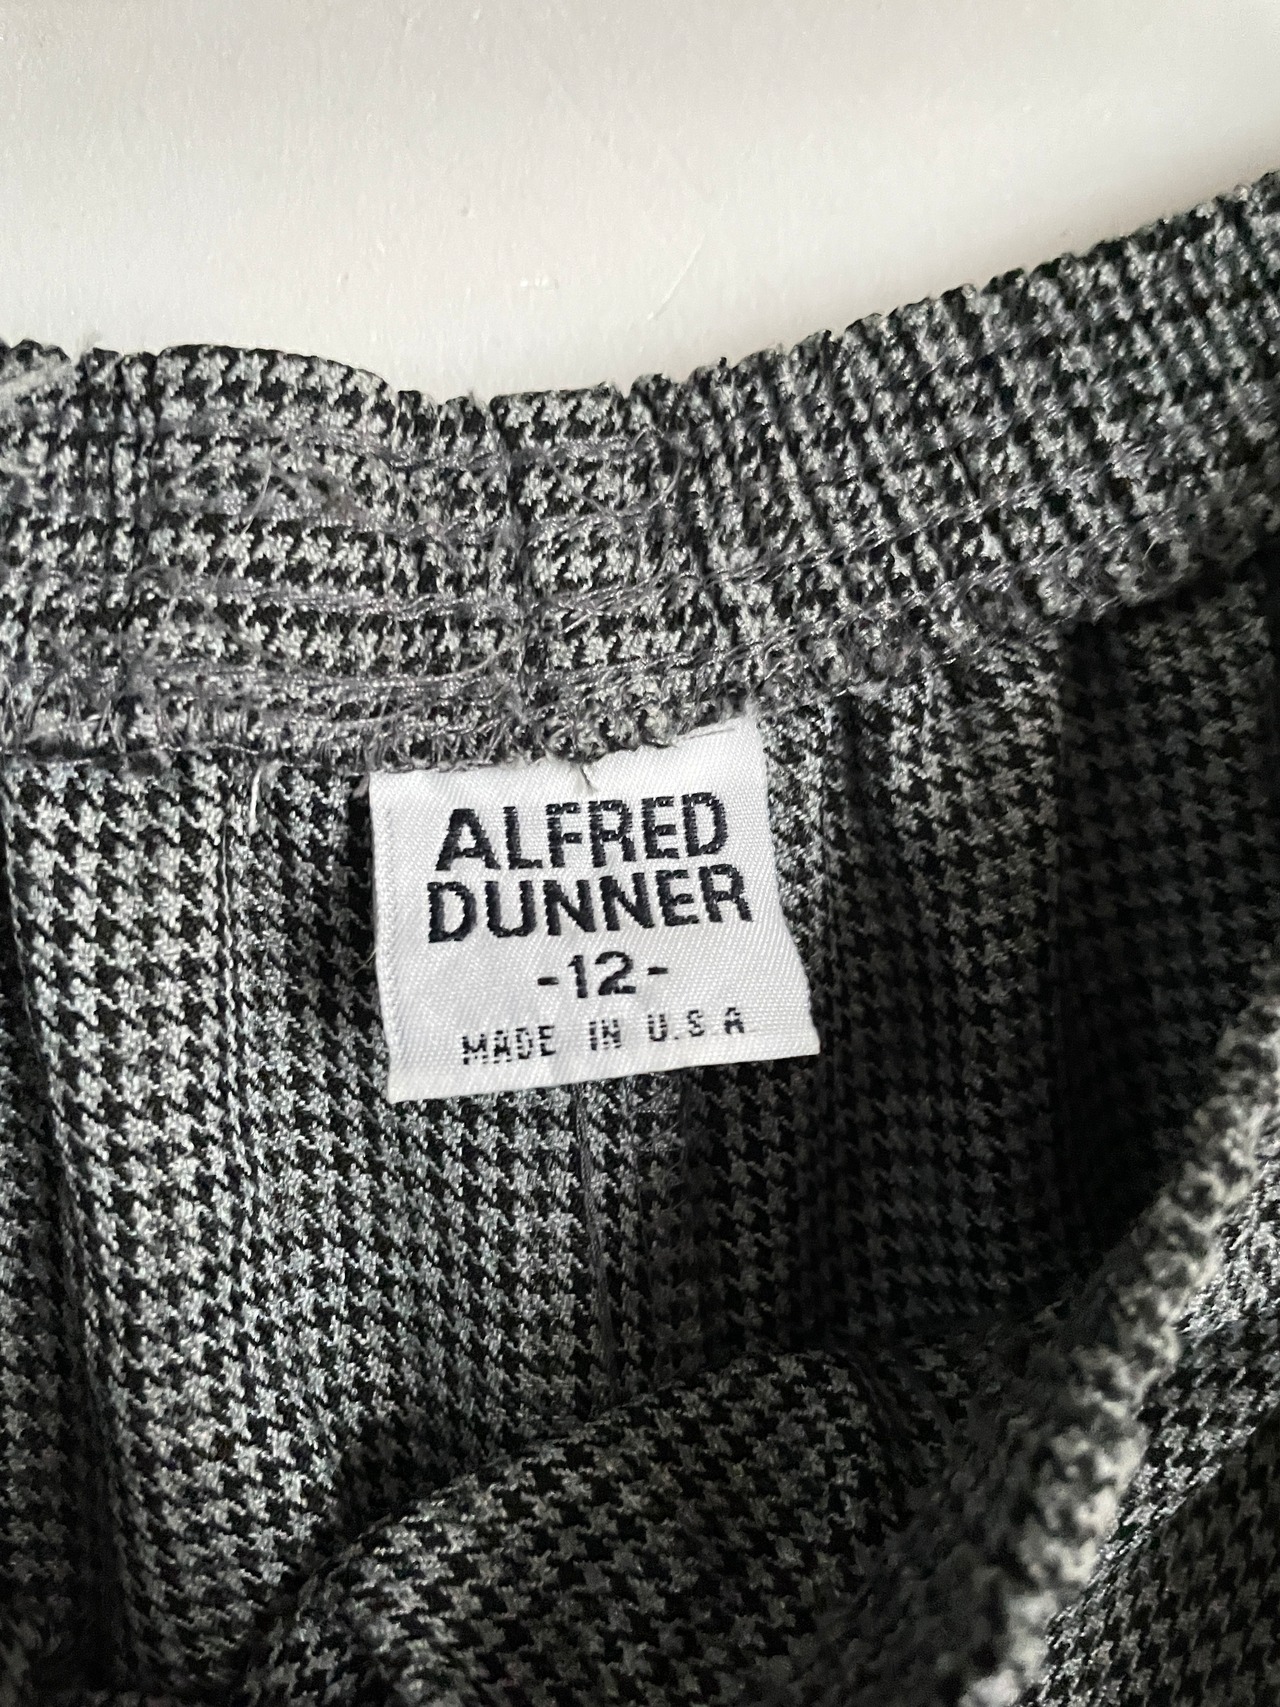 ALFRED
DUNNER
-12-
MADE IN U.S A